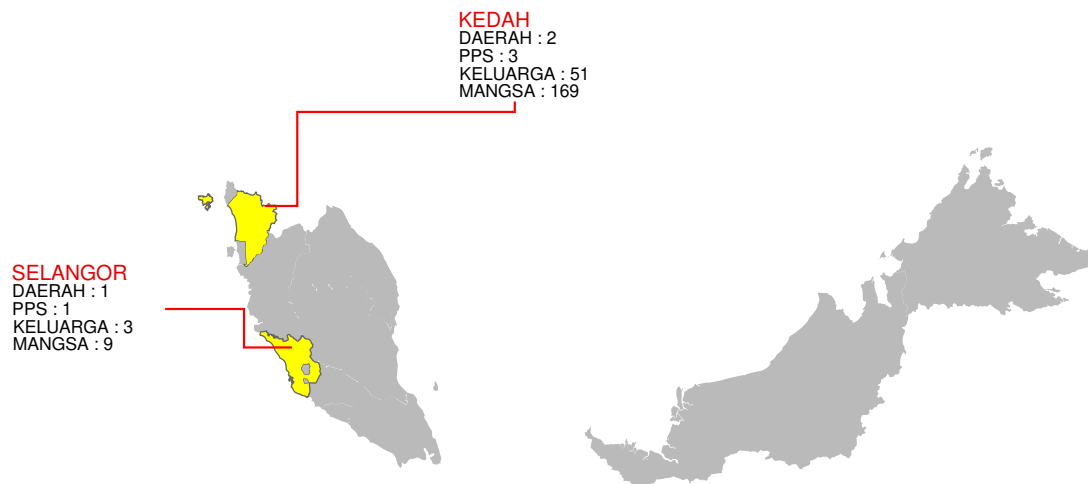 KEDAH
DAERAH : 2
PPS : 3
KELUARGA : 51
MANGSA : 169
SELANGOR
DAERAH : 1
PPS : 1
KELUARGA : 3
MANGSA : 9